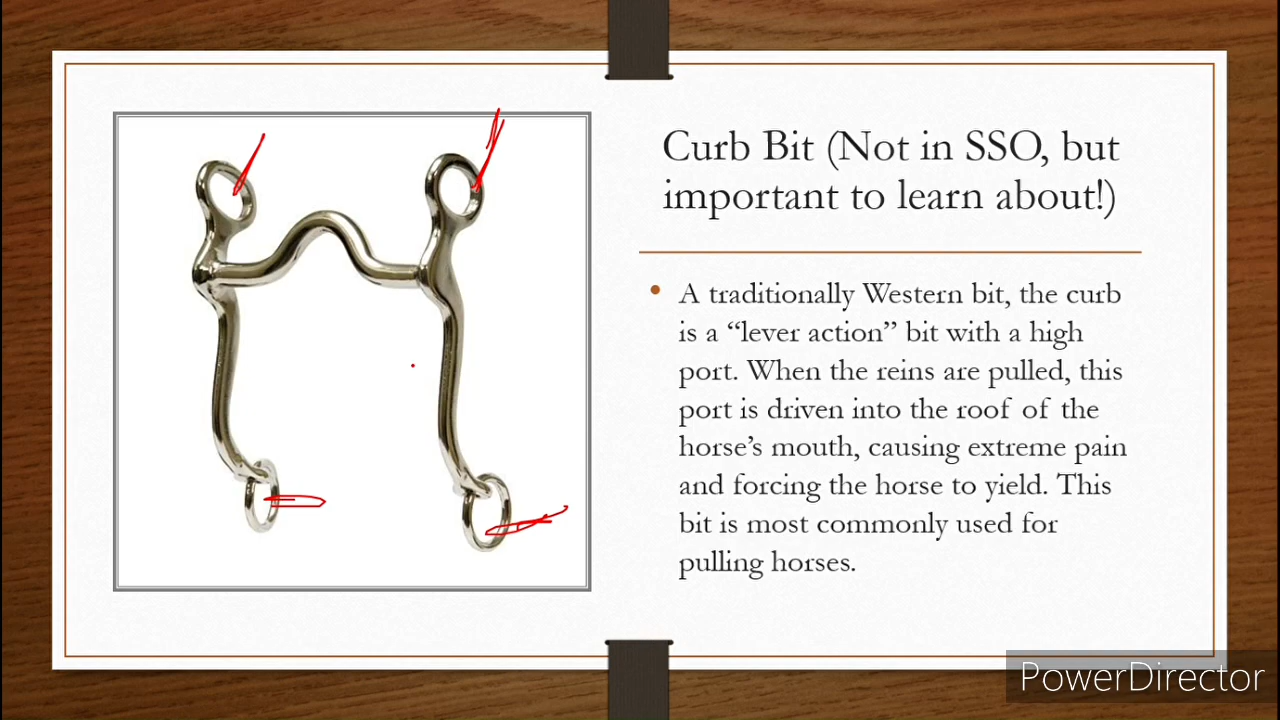 Curb Bit (Not in SSO, but
important to learn about!)
• A traditionally Western bit, the curb
is a “lever action” bit with a high
port. When the reins are pulled, this
port is driven into the roof of the
horse’s mouth, causing extreme pain
and forcing the horse to yield. This
bit is most commonly used for
pulling horses.
PowerDirector